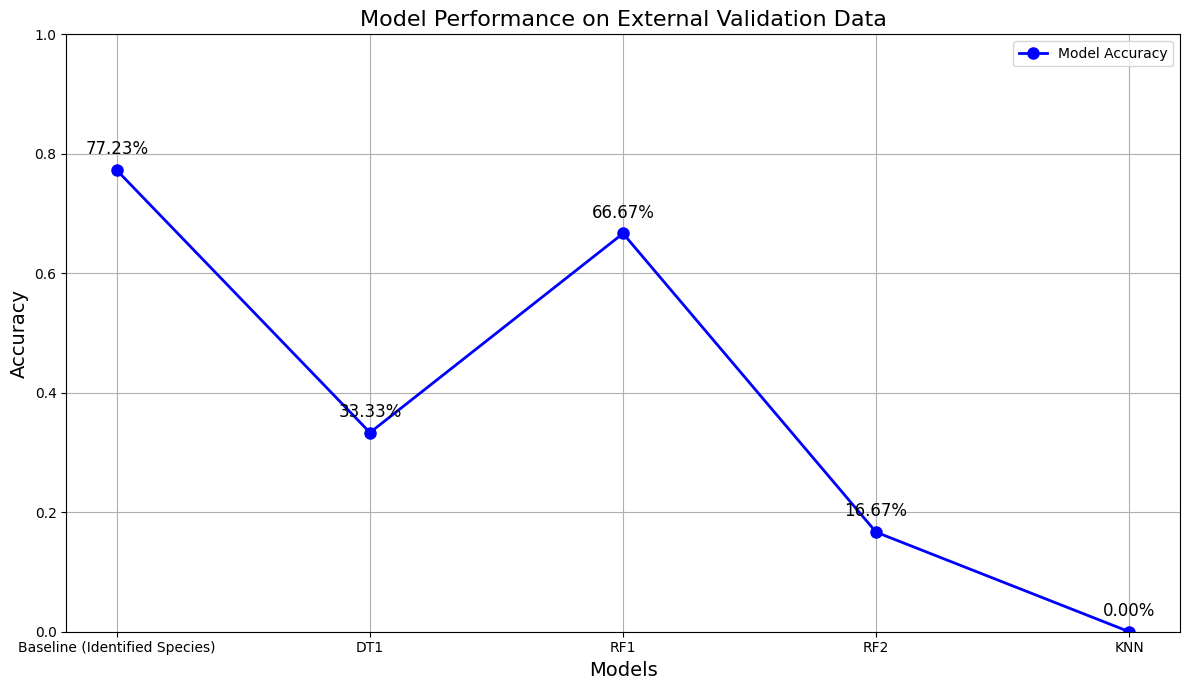 Model Performance on External Validation Data
Model Accuracy
Accuracy
1.0
0.8
0.6
0.4
0.2
0.0
77.23%
33.33%
66.67%
16.67%
0.00%
Baseline (Identified Species)
DT1
RF1
RF2
KNN
Models